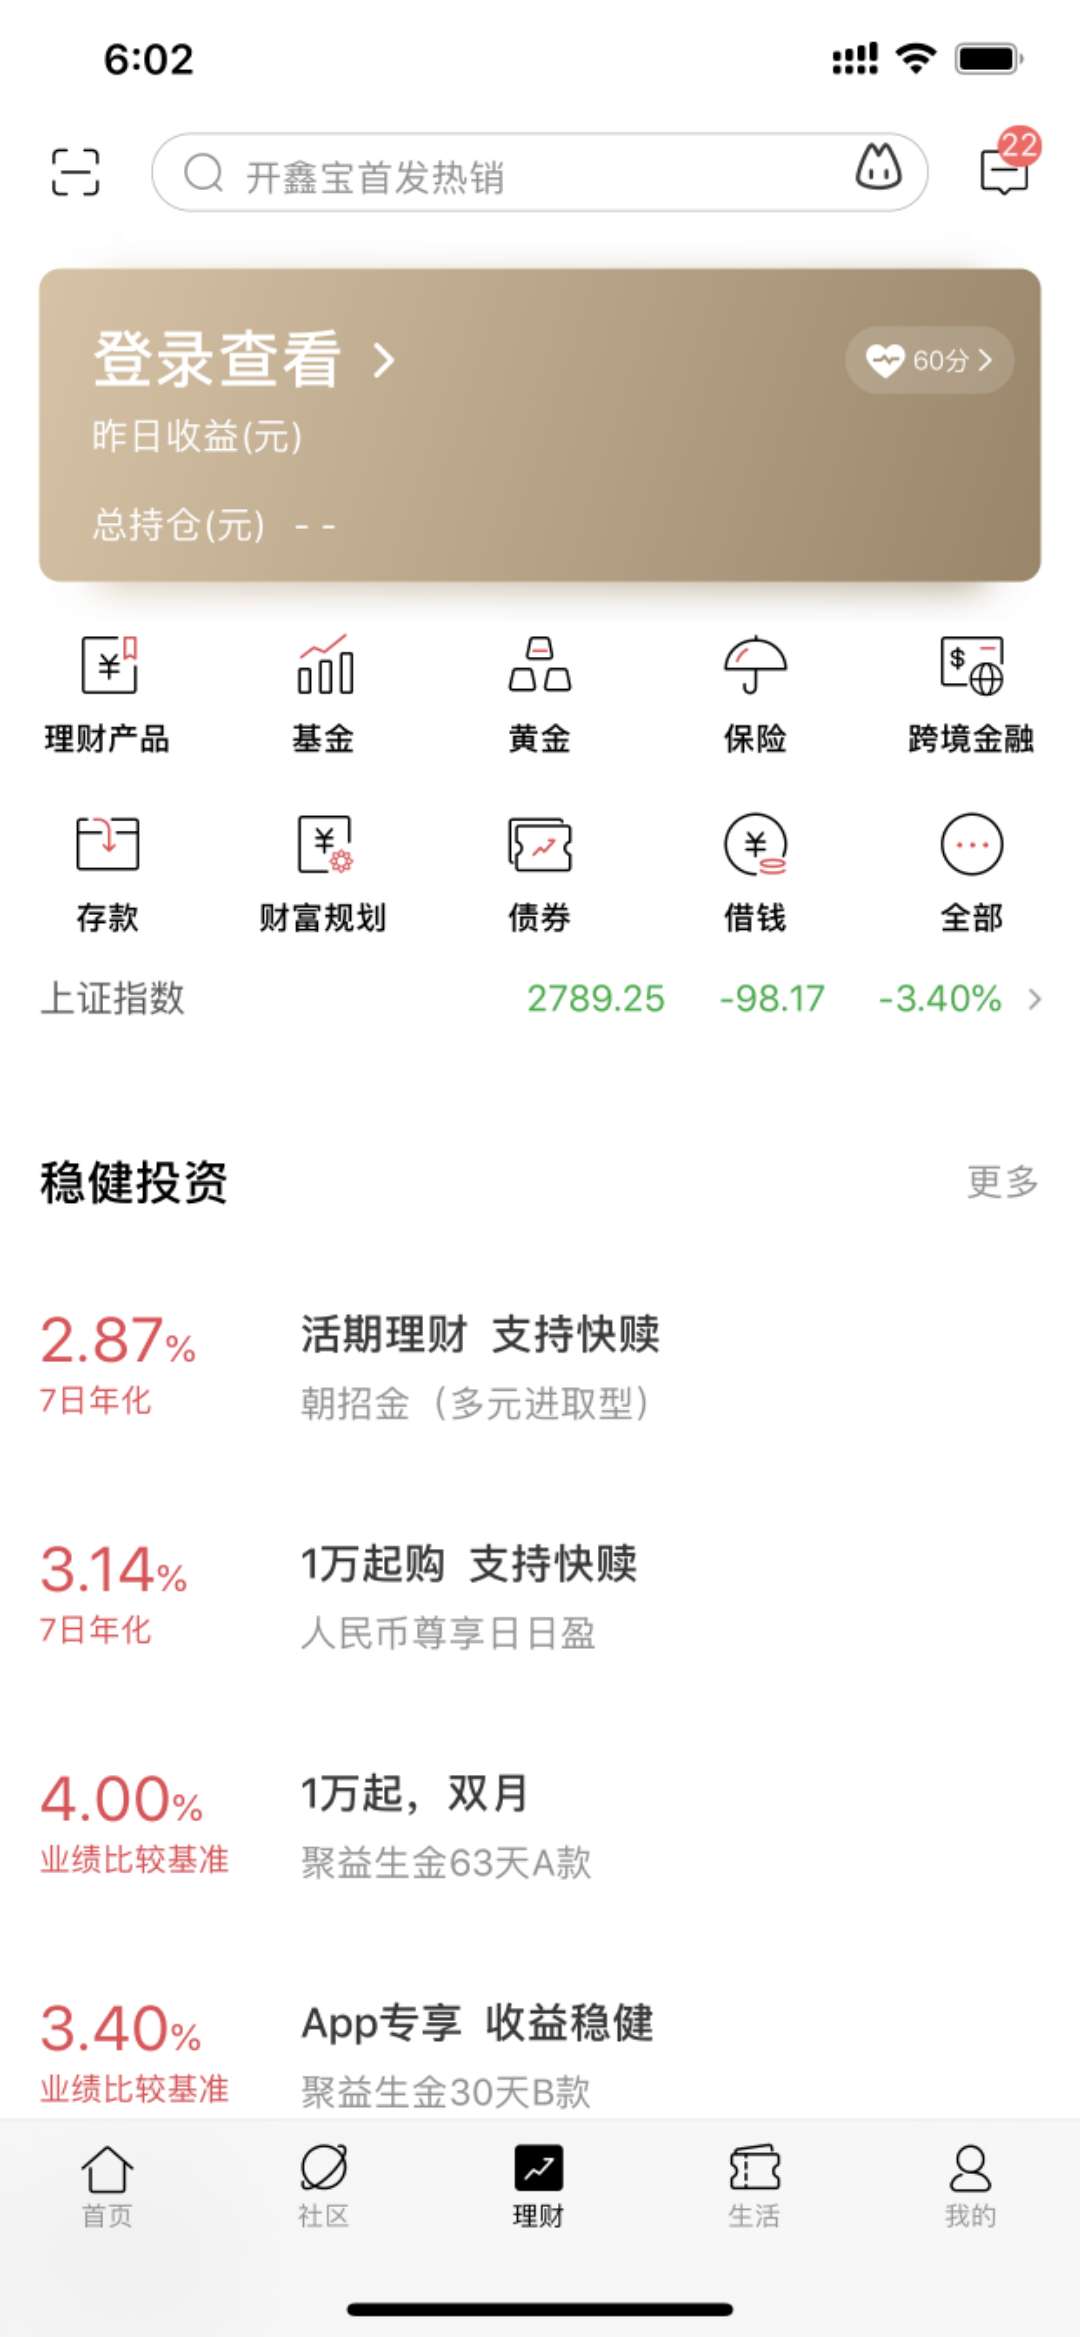 6:02
开鑫宝首发热销
22
登录查看
60分
昨日收益(元)
总持仓(元) - -
理财产品 基金 黄金 保险 跨境金融
存款 财富规划 债券 借钱 全部
上证指数 2789.25 -98.17 -3.40%
稳健投资 更多
2.87% 活期理财 支持快赎
7日年化 朝招金（多元进取型）
3.14% 1万起购 支持快赎
7日年化 人民币尊享日日盈
4.00% 1万起，双月
业绩比较基准 聚益生金63天A款
3.40% App专享 收益稳健
业绩比较基准 聚益生金30天B款
首页 社区 理财 生活 我的